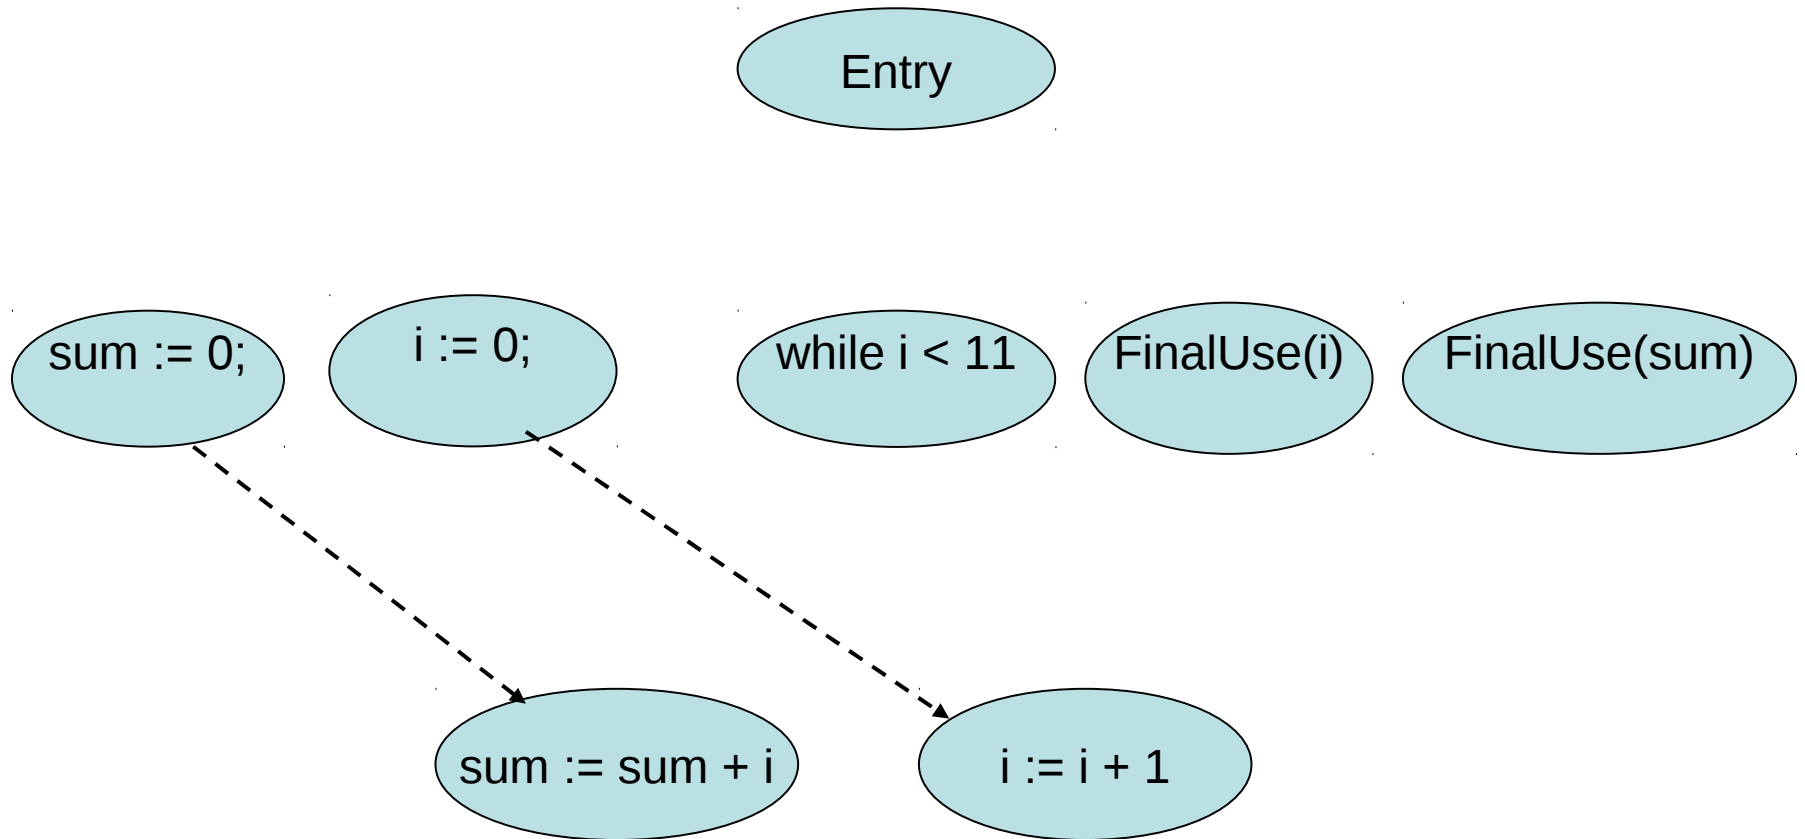 Entry
sum := 0;
i := 0;
while i < 11
FinalUse(i)
FinalUse(sum)
sum := sum + i
i := i + 1